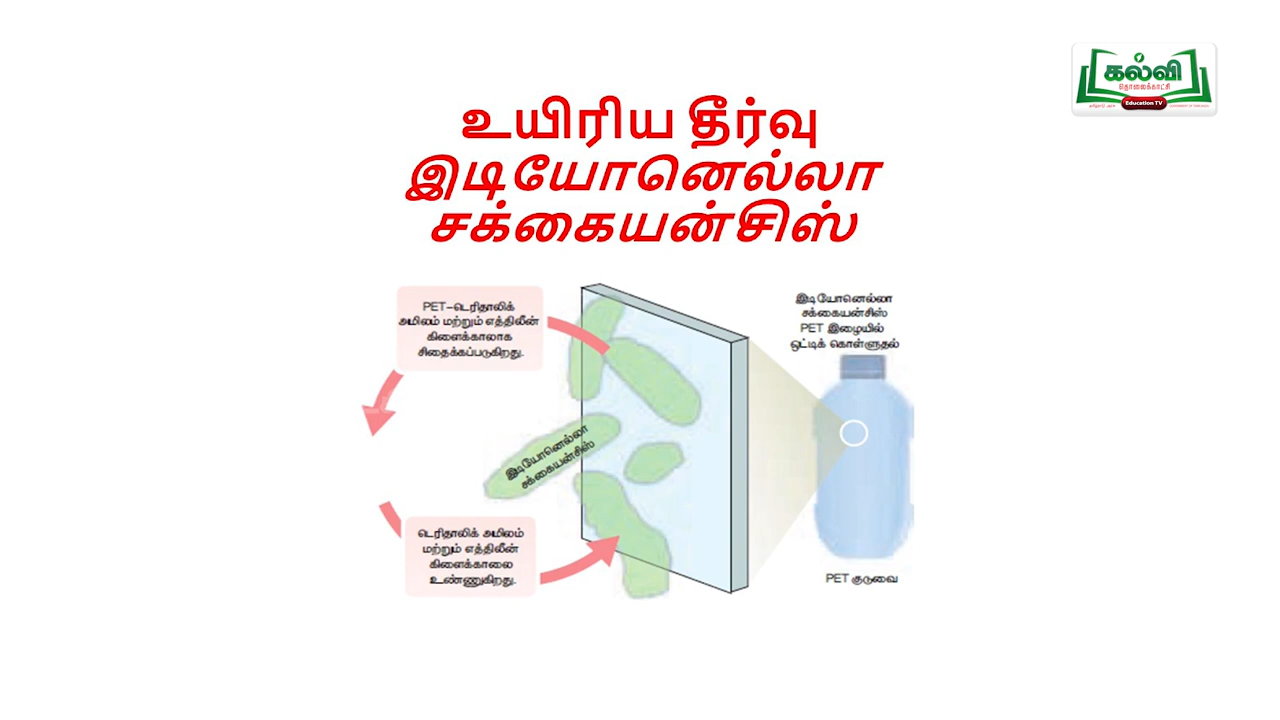 கல்வி
தொலைக்காட்சி
Education TV
உயிரிய தீர்வு
இடியோனெல்லா
சக்கையன்சிஸ்
PET–டெரிதாலிக்
அமிலம் மற்றும் எத்திலீன்
கிளைக்காலாக
சிதைக்கப்படுகிறது.
இடியோனெல்லா
சக்கையன்சிஸ்
PET இழையில்
ஒட்டிக் கொள்ளுதல்
இடியோனெல்லா
சக்கையன்சிஸ்
டெரிதாலிக் அமிலம்
மற்றும் எத்திலீன்
கிளைக்காலை
உண்ணுகிறது.
PET குடுவை